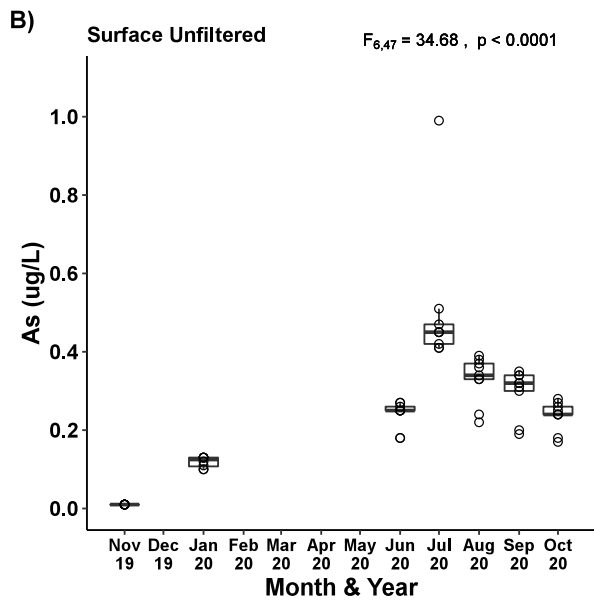 B)
Surface Unfiltered
F6,47 = 34.68 , p < 0.0001
As (ug/L)
1.0
0.8
0.6
0.4
0.2
0.0
Nov Dec Jan Feb Mar Apr May Jun Jul Aug Sep Oct
19 19 20 20 20 20 20 20 20 20 20 20
Month & Year